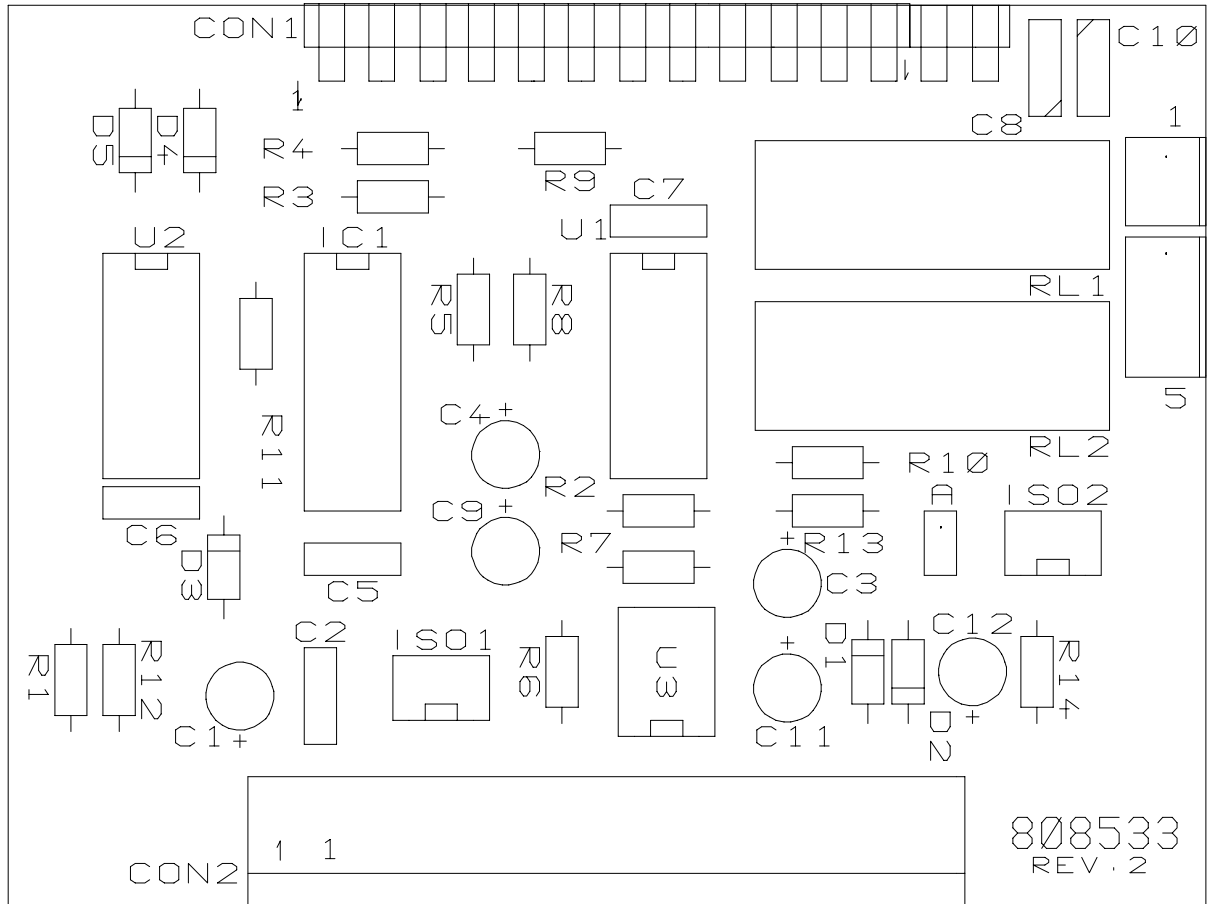 CON1
C10
1
1
C8
D5
D4
R4
R9
R3
C7
U2
IC1
U1
RL1
R5
R8
5
C4
R11
RL2
R10
R2
A
ISO2
C9
C6
R7
R13
D3
C5
C3
C2
ISO1
D1
C12
R1
R12
R6
U3
R14
C1
C11
D2
808533
1 1
REV.2
CON2